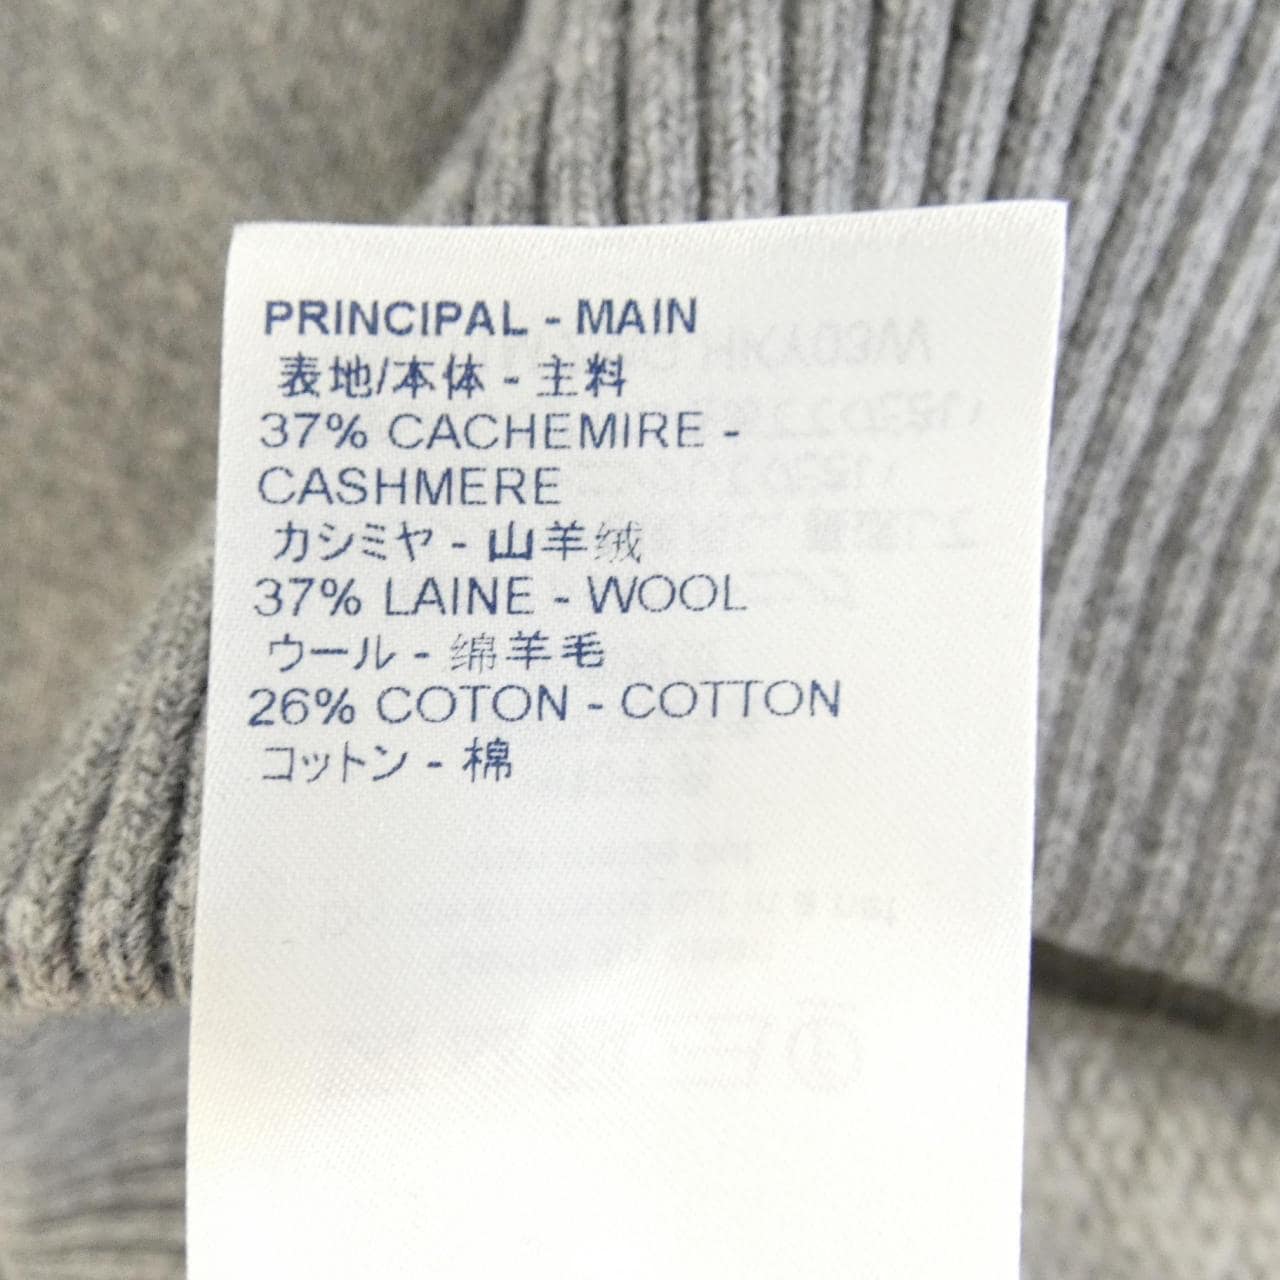 PRINCIPAL - MAIN
表地/本体 - 主料
37% CACHEMIRE -
CASHMERE
カシミヤ - 山羊绒
37% LAINE - WOOL
ウール - 绵羊毛
26% COTON - COTTON
コットン - 棉